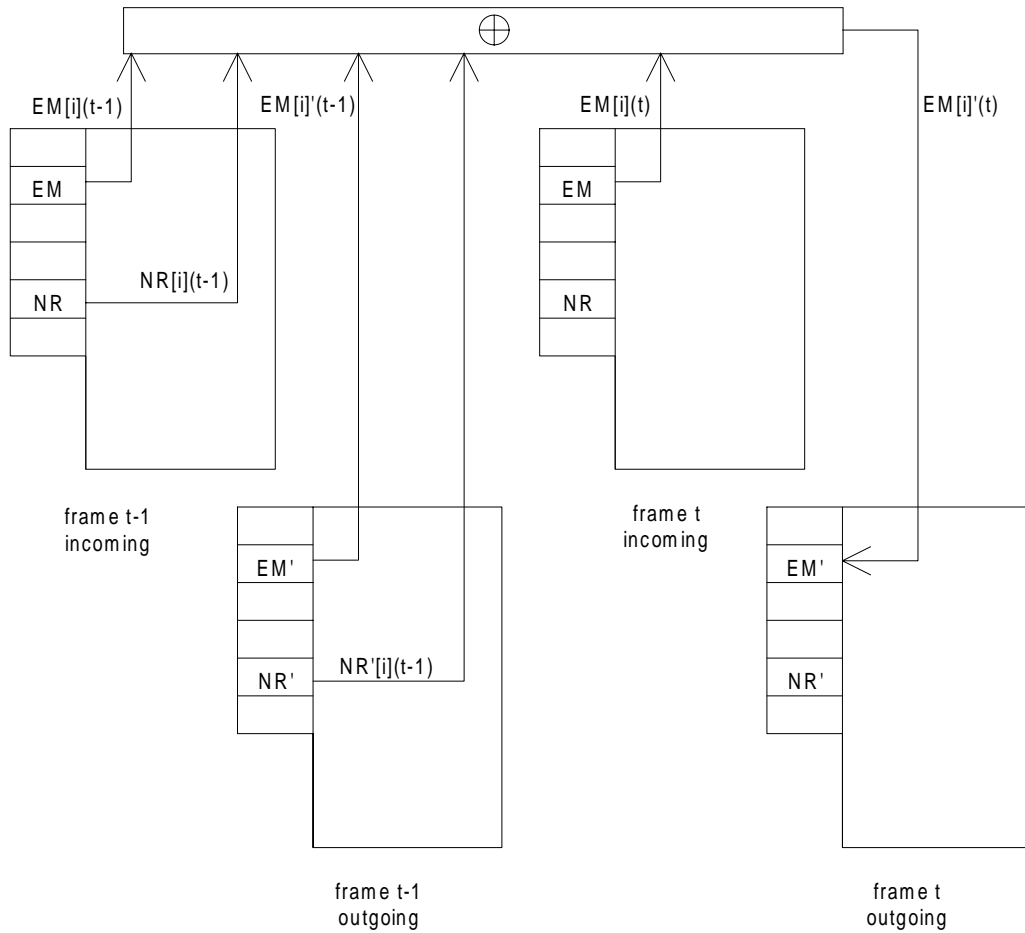 ⊕
EM[i](t-1)
EM[i]'(t-1)
EM[i](t)
EM[i]'(t)
EM
EM
NR[i](t-1)
NR
NR
frame t-1
incoming
frame t
incoming
EM'
EM'
NR'[i](t-1)
NR'
NR'
frame t-1
outgoing
frame t
outgoing